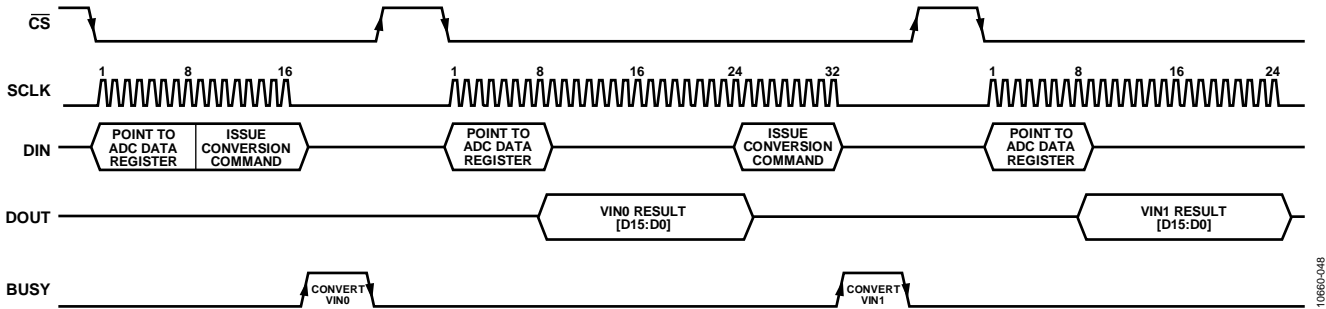 CS
1 8 16 1 8 16 24 32 1 8 16 24
SCLK
DIN
POINT TO
ADC DATA
REGISTER
ISSUE
CONVERSION
COMMAND
POINT TO
ADC DATA
REGISTER
ISSUE
CONVERSION
COMMAND
POINT TO
ADC DATA
REGISTER
DOUT
VIN0 RESULT
[D15:D0]
VIN1 RESULT
[D15:D0]
BUSY
CONVERT
VIN0
CONVERT
VIN1
10660-048